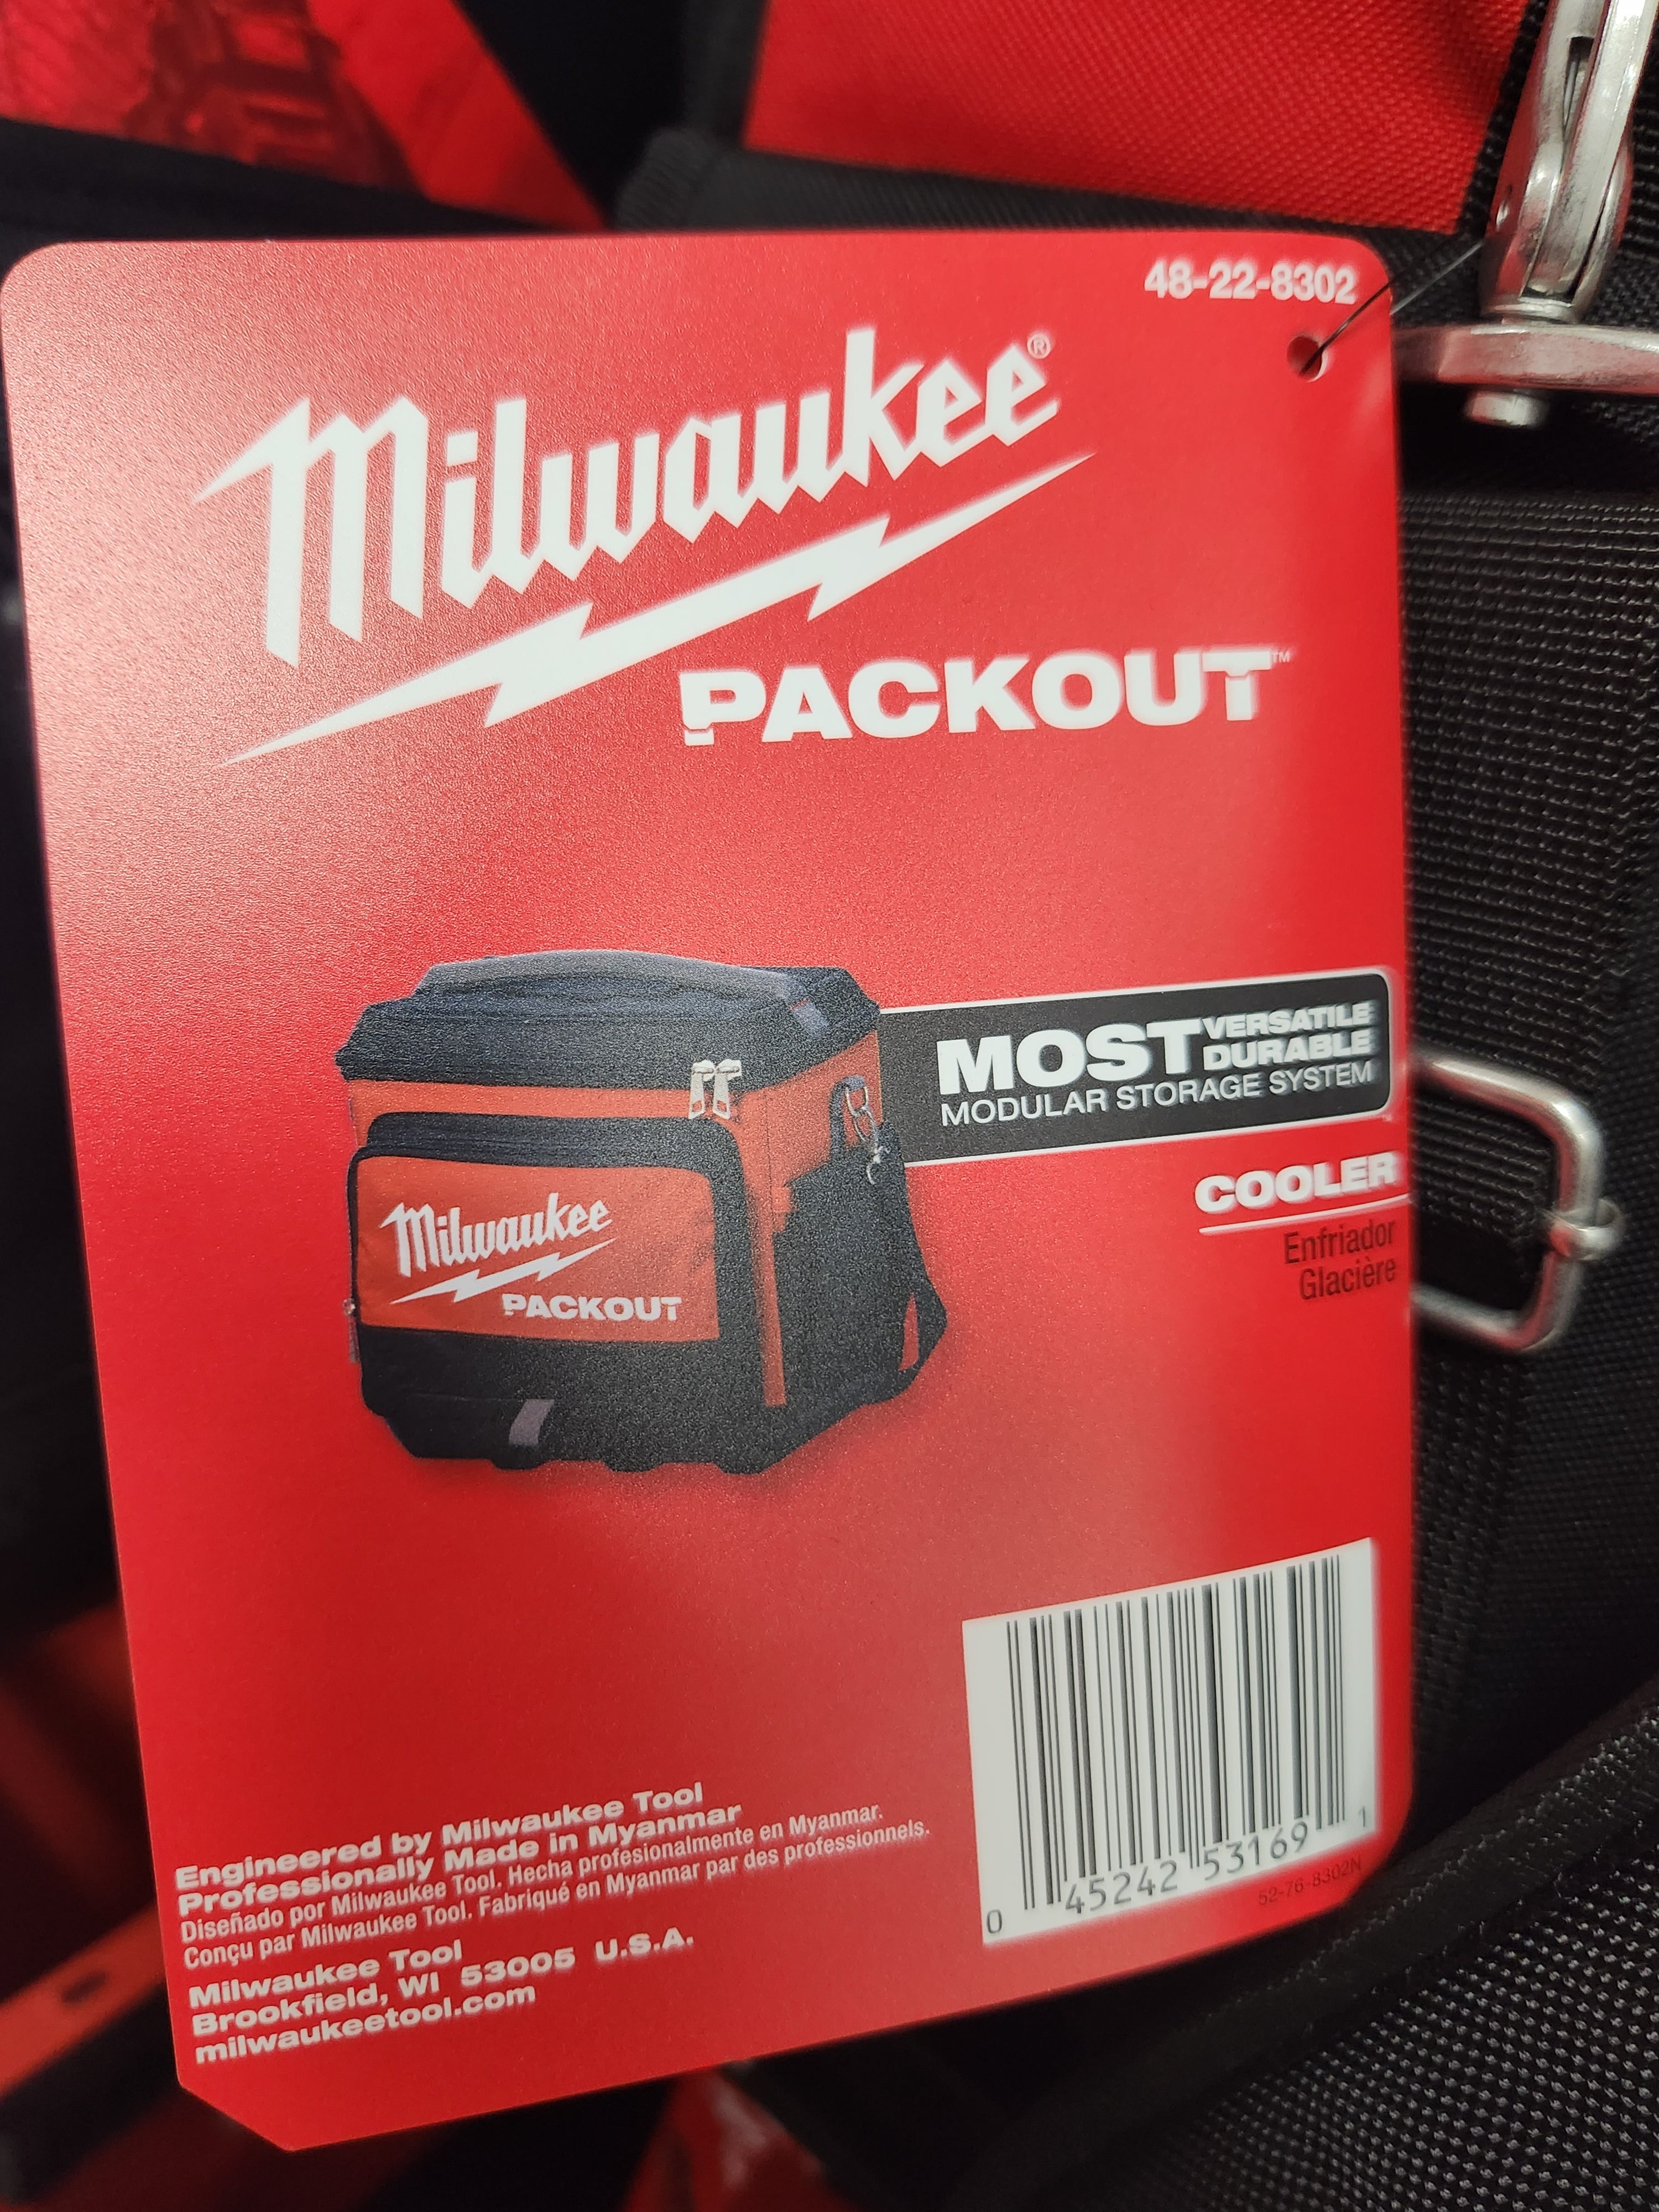 48-22-8302
Milwaukee®
PACKOUT™
MOST VERSATILE
DURABLE
MODULAR STORAGE SYSTEM
COOLER
Enfriador
Glacière
Milwaukee
PACKOUT
Engineered by Milwaukee Tool
Professionally Made in Myanmar
Diseñado por Milwaukee Tool. Hecha profesionalmente en Myanmar.
Conçu par Milwaukee Tool. Fabriqué en Myanmar par des professionnels.
Milwaukee Tool
Brookfield, WI 53005 U.S.A.
milwaukeetool.com
0 45242 53169 1
52-76-8302N